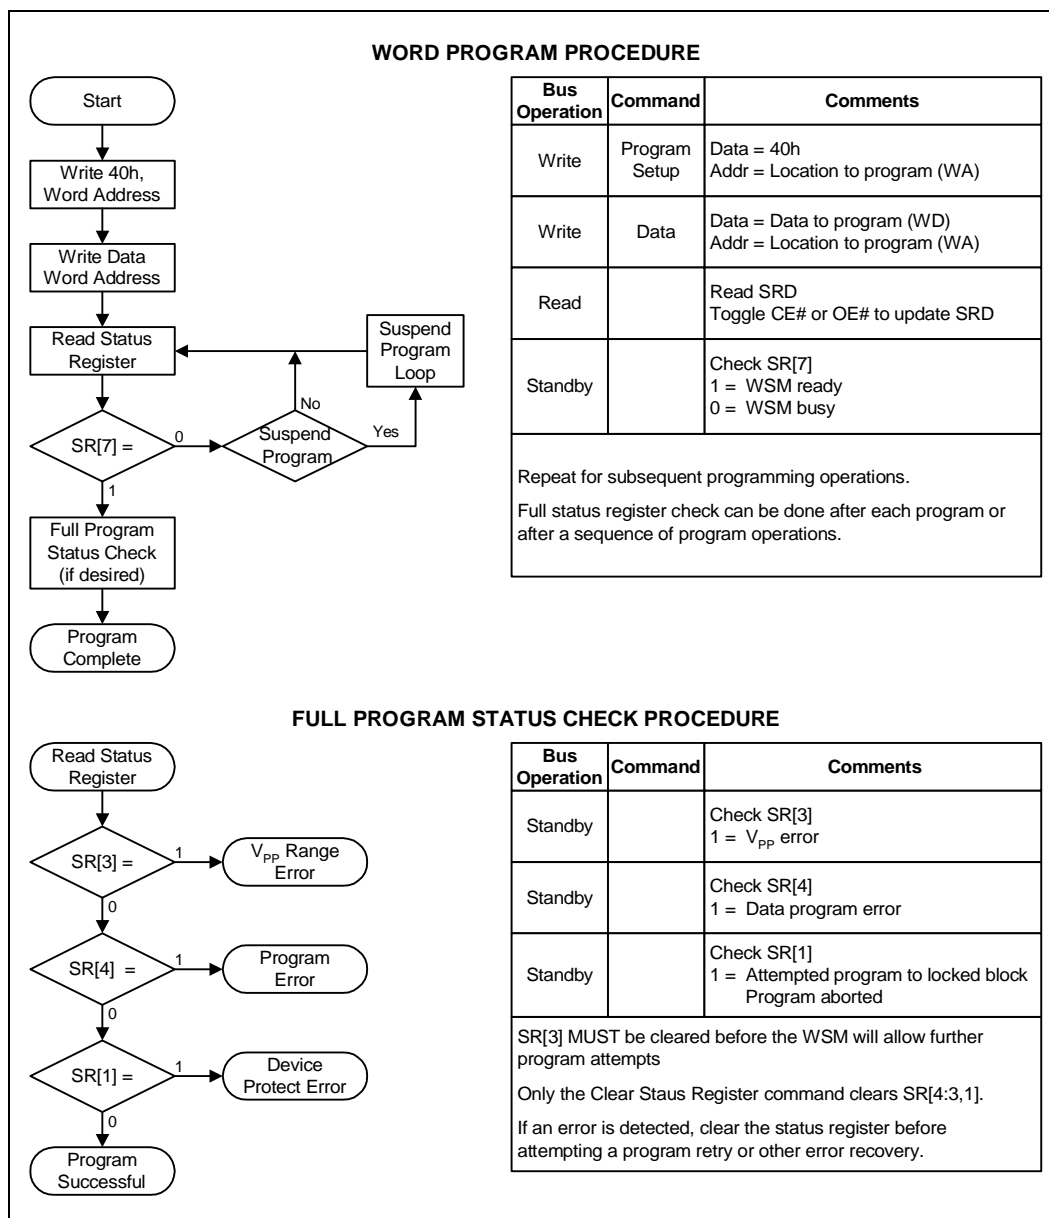 WORD PROGRAM PROCEDURE
Start
Write 40h,
Word Address
Write Data
Word Address
Read Status
Register
Suspend
Program
Loop
No
SR[7] =
0
Suspend
Program
Yes
1
Full Program
Status Check
(if desired)
Program
Complete
Bus
Operation
Command
Comments
Write
Program
Setup
Data = 40h
Addr = Location to program (WA)
Write
Data
Data = Data to program (WD)
Addr = Location to program (WA)
Read
Read SRD
Toggle CE# or OE# to update SRD
Standby
Check SR[7]
1 = WSM ready
0 = WSM busy
Repeat for subsequent programming operations.
Full status register check can be done after each program or
after a sequence of program operations.
FULL PROGRAM STATUS CHECK PROCEDURE
Read Status
Register
SR[3] =
1
VPP Range
Error
0
SR[4] =
1
Program
Error
0
SR[1] =
1
Device
Protect Error
0
Program
Successful
Bus
Operation
Command
Comments
Standby
Check SR[3]
1 = VPP error
Standby
Check SR[4]
1 = Data program error
Standby
Check SR[1]
1 = Attempted program to locked block
Program aborted
SR[3] MUST be cleared before the WSM will allow further
program attempts
Only the Clear Staus Register command clears SR[4:3,1].
If an error is detected, clear the status register before
attempting a program retry or other error recovery.